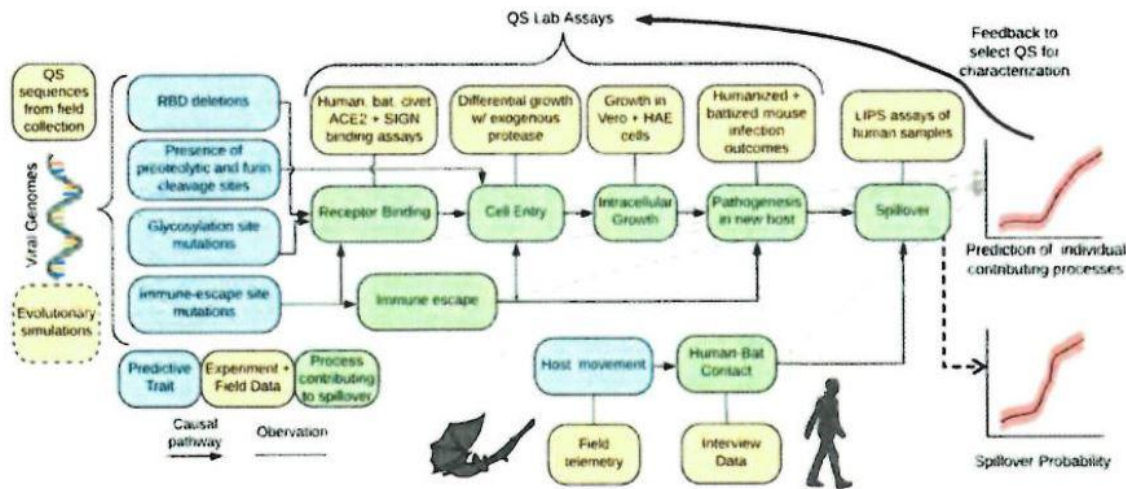 QS Lab Assays
Feedback to
select QS for
characterization
QS
sequences
from field
collection
Viral Genomes
Evolutionary
simulations
RBD deletions
Presence of
preoteolytic and furin
cleavage sites
Glycosylation site
mutations
Immune-escape site
mutations
Human, bat, civet
ACE2 + SIGN
binding assays
Differential growth
w/ exogenous
protease
Growth in
Vero + HAE
cells
Humanized +
batized mouse
infection
outcomes
LIPS assays of
human samples
Receptor Binding
Cell Entry
Intracellular
Growth
Pathogenesis
in new host
Spillover
Immune escape
Prediction of individual
contributing processes
Predictive
Trait
Experiment +
Field Data
Process
contributing
to spillover
Causal
pathway
Obervation
Host movement
Human-Bat
Contact
Field
telemetry
Interview
Data
Spillover Probability